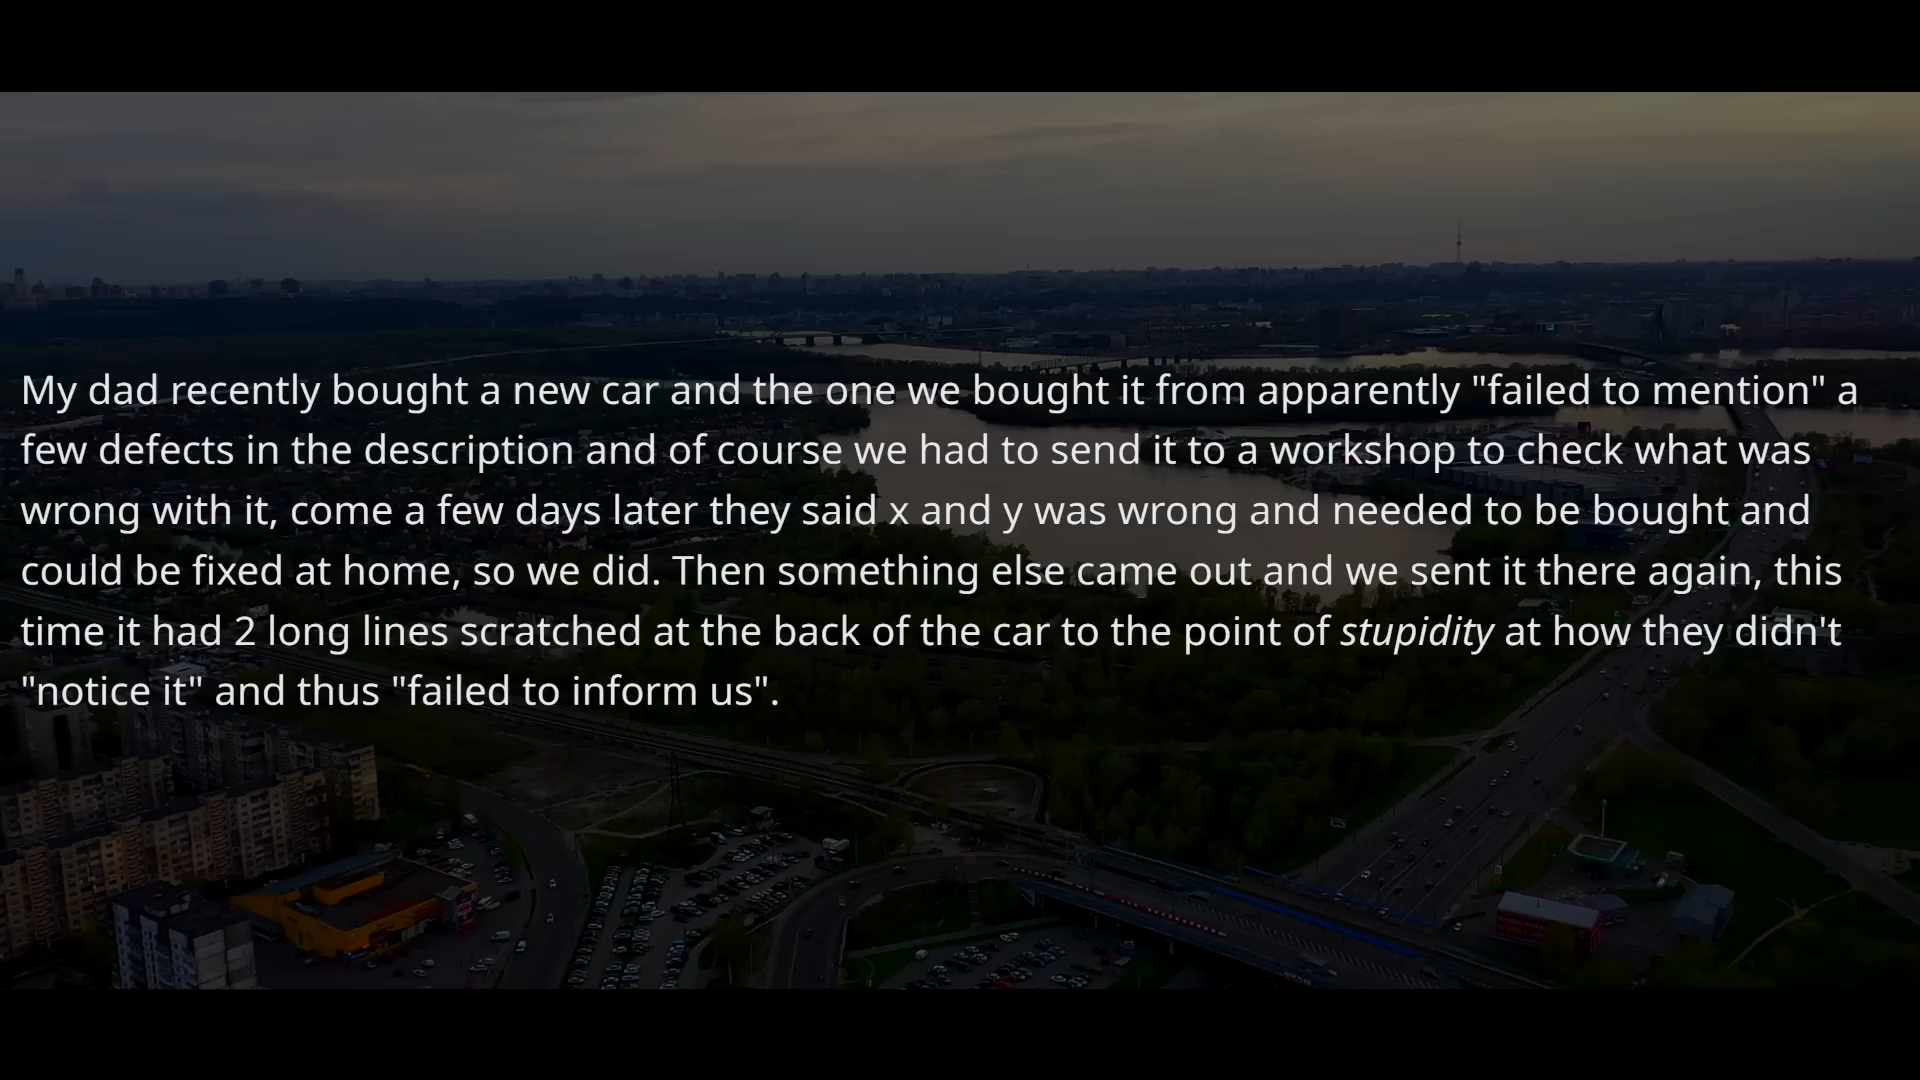 My dad recently bought a new car and the one we bought it from apparently "failed to mention" a
few defects in the description and of course we had to send it to a workshop to check what was
wrong with it, come a few days later they said x and y was wrong and needed to be bought and
could be fixed at home, so we did. Then something else came out and we sent it there again, this
time it had 2 long lines scratched at the back of the car to the point of stupidity at how they didn't
"notice it" and thus "failed to inform us".